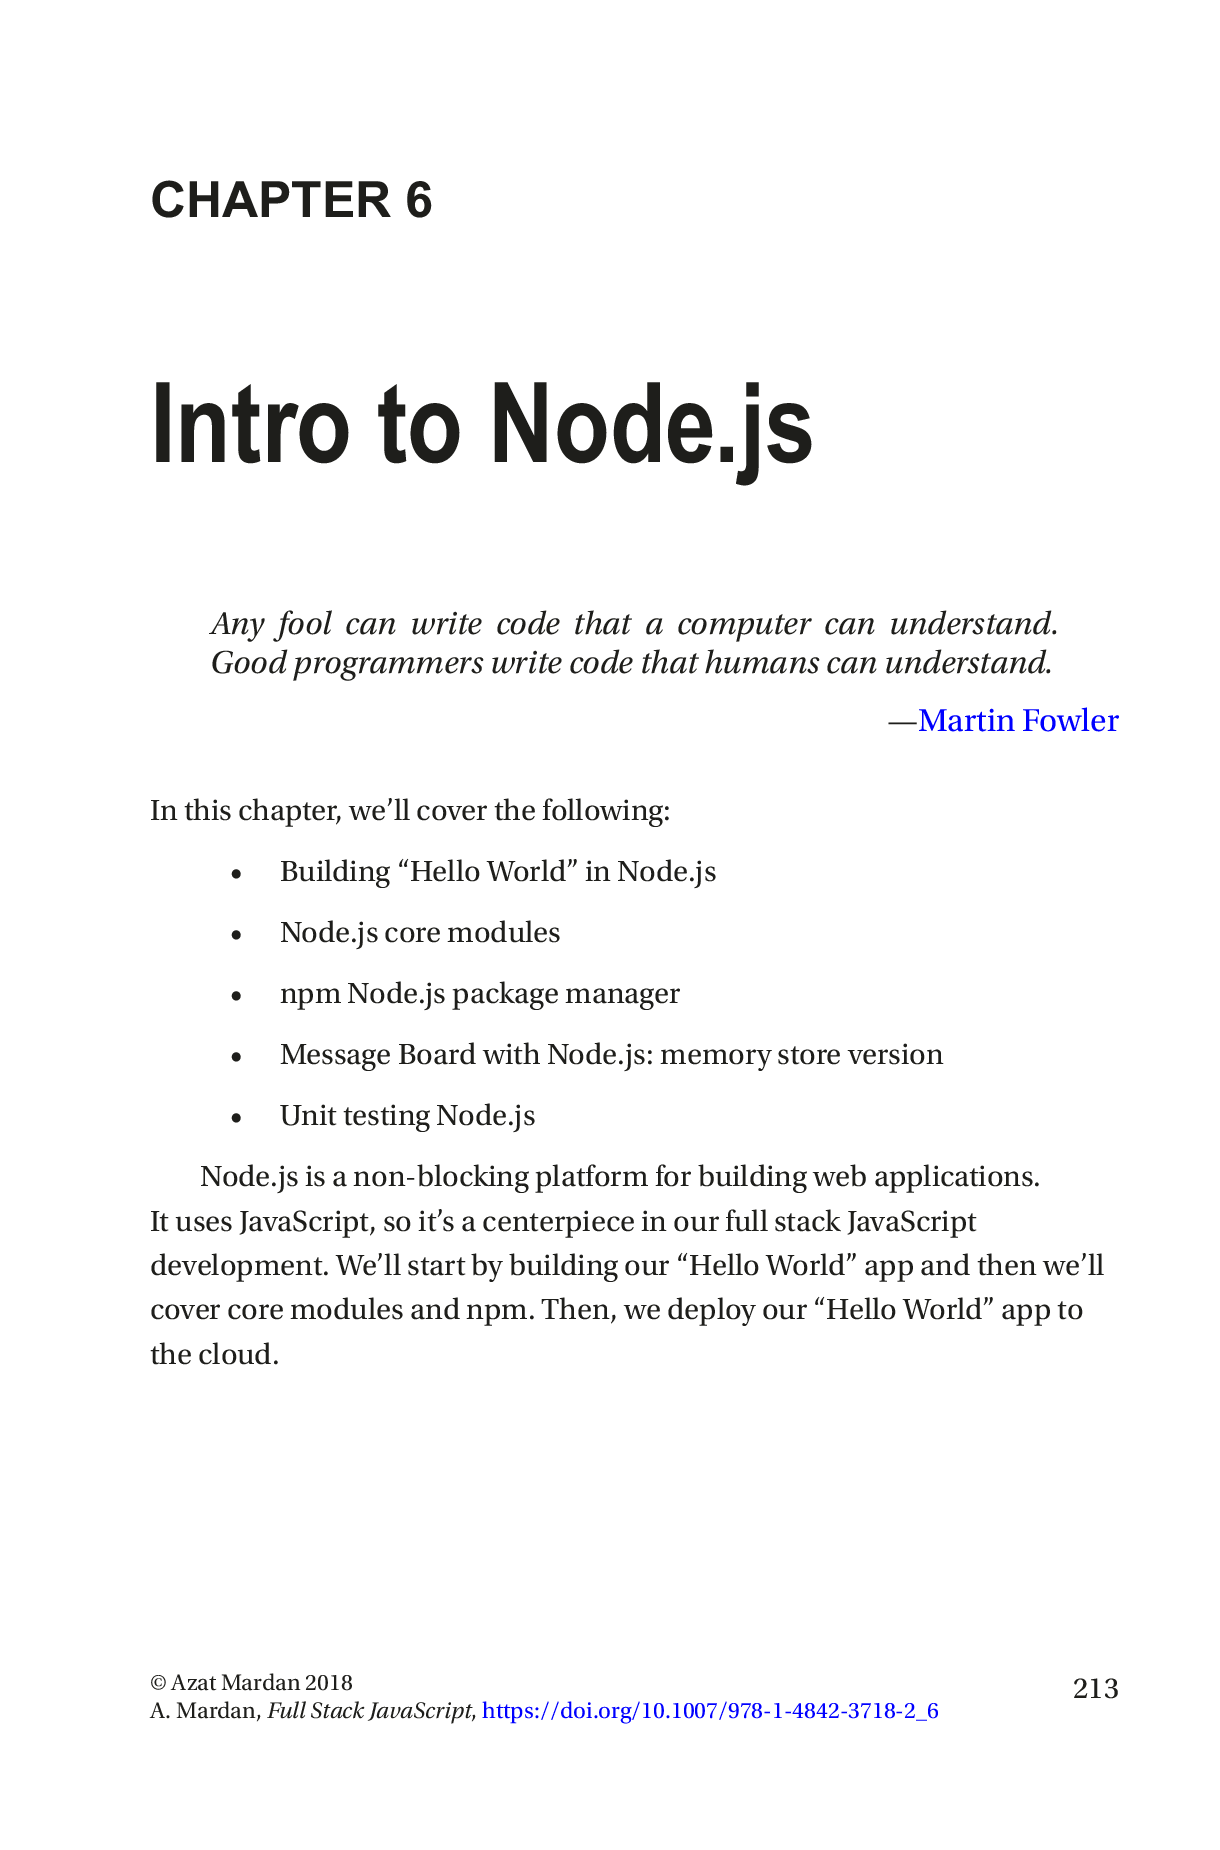 CHAPTER 6
Intro to Node.js
Any fool can write code that a computer can understand.
Good programmers write code that humans can understand.
—Martin Fowler
In this chapter, we’ll cover the following:
• Building “Hello World” in Node.js
• Node.js core modules
• npm Node.js package manager
• Message Board with Node.js: memory store version
• Unit testing Node.js
Node.js is a non-blocking platform for building web applications.
It uses JavaScript, so it’s a centerpiece in our full stack JavaScript
development. We’ll start by building our “Hello World” app and then we’ll
cover core modules and npm. Then, we deploy our “Hello World” app to
the cloud.
© Azat Mardan 2018
A. Mardan, Full Stack JavaScript, https://doi.org/10.1007/978-1-4842-3718-2_6
213